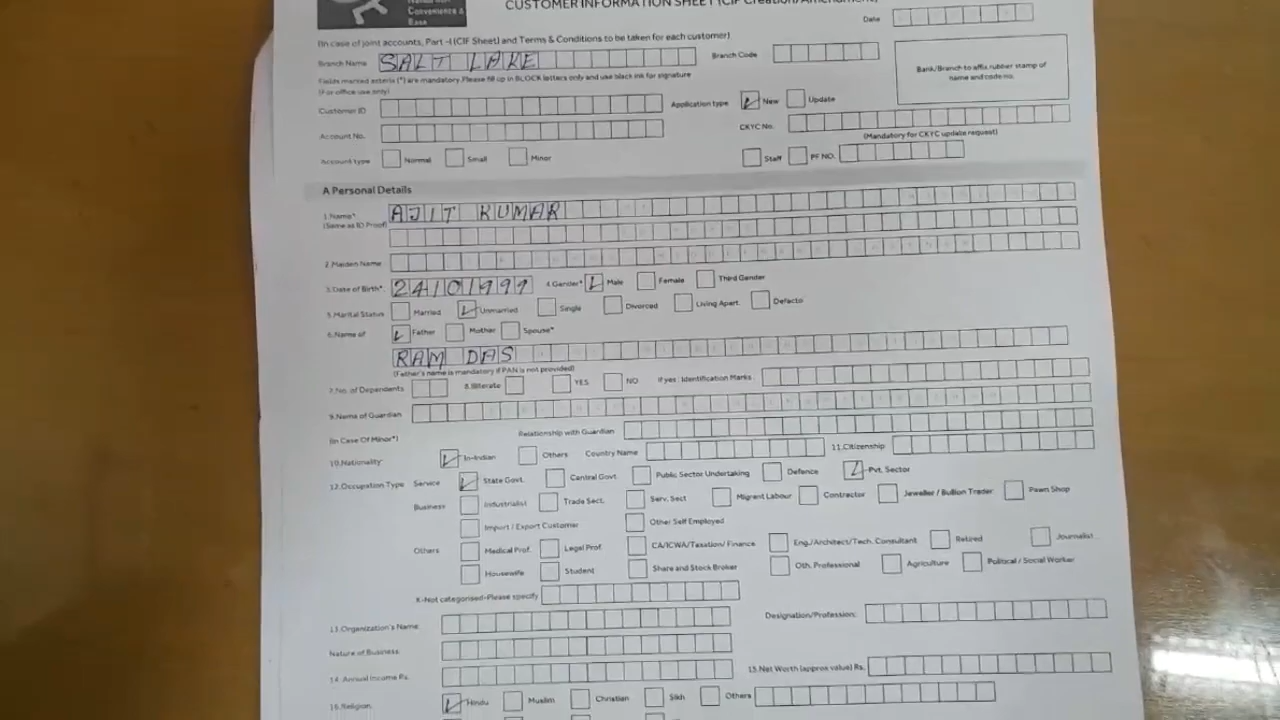 Convenience &
Ease
CUSTOMER INFORMATION SHEET (CIF Creation/Amendment)
Date
(In case of joint accounts, Part -I (CIF Sheet) and Terms & Conditions to be taken for each customer)
Branch Name SALT LAKE Branch Code
Bank/Branch to affix rubber stamp of
name and code no.
Fields marked asterix (*) are mandatory. Please fill up in BLOCK letters only and use black ink for signature
(For office use only)
Customer ID Application type New Update
Account No. CKYC No.
(Mandatory for CKYC update request)
Account type Normal Small Minor Staff PF NO.
A Personal Details
1.Name* AJIT KUMAR
(Same as ID Proof)
2.Maiden Name
3.Date of Birth* 24101999 4.Gender* Male Female Third Gender
5.Marital Status Married Unmarried Single Divorced Living Apart Defacto
6.Name of Father Mother Spouse*
RAM DAS
(Father's name is mandatory if PAN is not provided)
7.No. of Dependents 8.Illiterate YES NO If yes: Identification Marks
9.Name of Guardian
(In Case Of Minor*) Relationship with Guardian
10.Nationality In-Indian Others Country Name 11.Citizenship
12.Occupation Type Service State Govt. Central Govt. Public Sector Undertaking Defence Pvt. Sector
Business Industrialist Trade Sect. Serv. Sect Migrant Labour Contractor Jeweller / Bullion Trader Pawn Shop
Import / Export Customer Other Self Employed
Others Medical Prof. Legal Prof. CA/ICWA/Taxation/ Finance Eng./Architect/Tech. Consultant Retired Journalist
Housewife Student Share and Stock Broker Oth. Professional Agriculture Political / Social Worker
X-Not categorised-Please specify
13.Organization's Name Designation/Profession:
Nature of Business
14. Annual Income Rs. 15.Net Worth (approx value) Rs.
16.Religion Hindu Muslim Christian Sikh Others